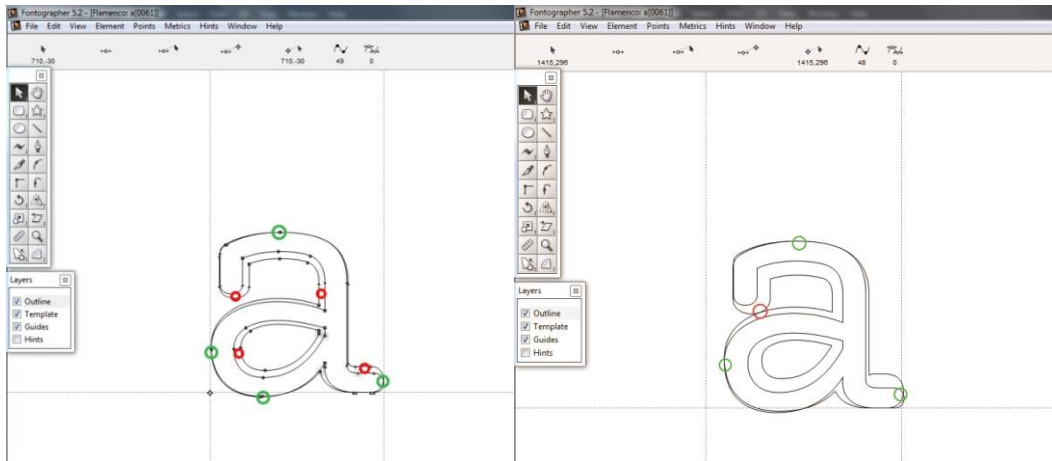 Fontographer 5.2 - [Flamenco: a[0061]]
File Edit View Element Points Metrics Hints Window Help
710,-30 710,-30 49 0
Layers
Outline
Template
Guides
Hints
Fontographer 5.2 - [Flamenco: a[0061]]
File Edit View Element Points Metrics Hints Window Help
1415,296 1415,296 48 0
Layers
Outline
Template
Guides
Hints